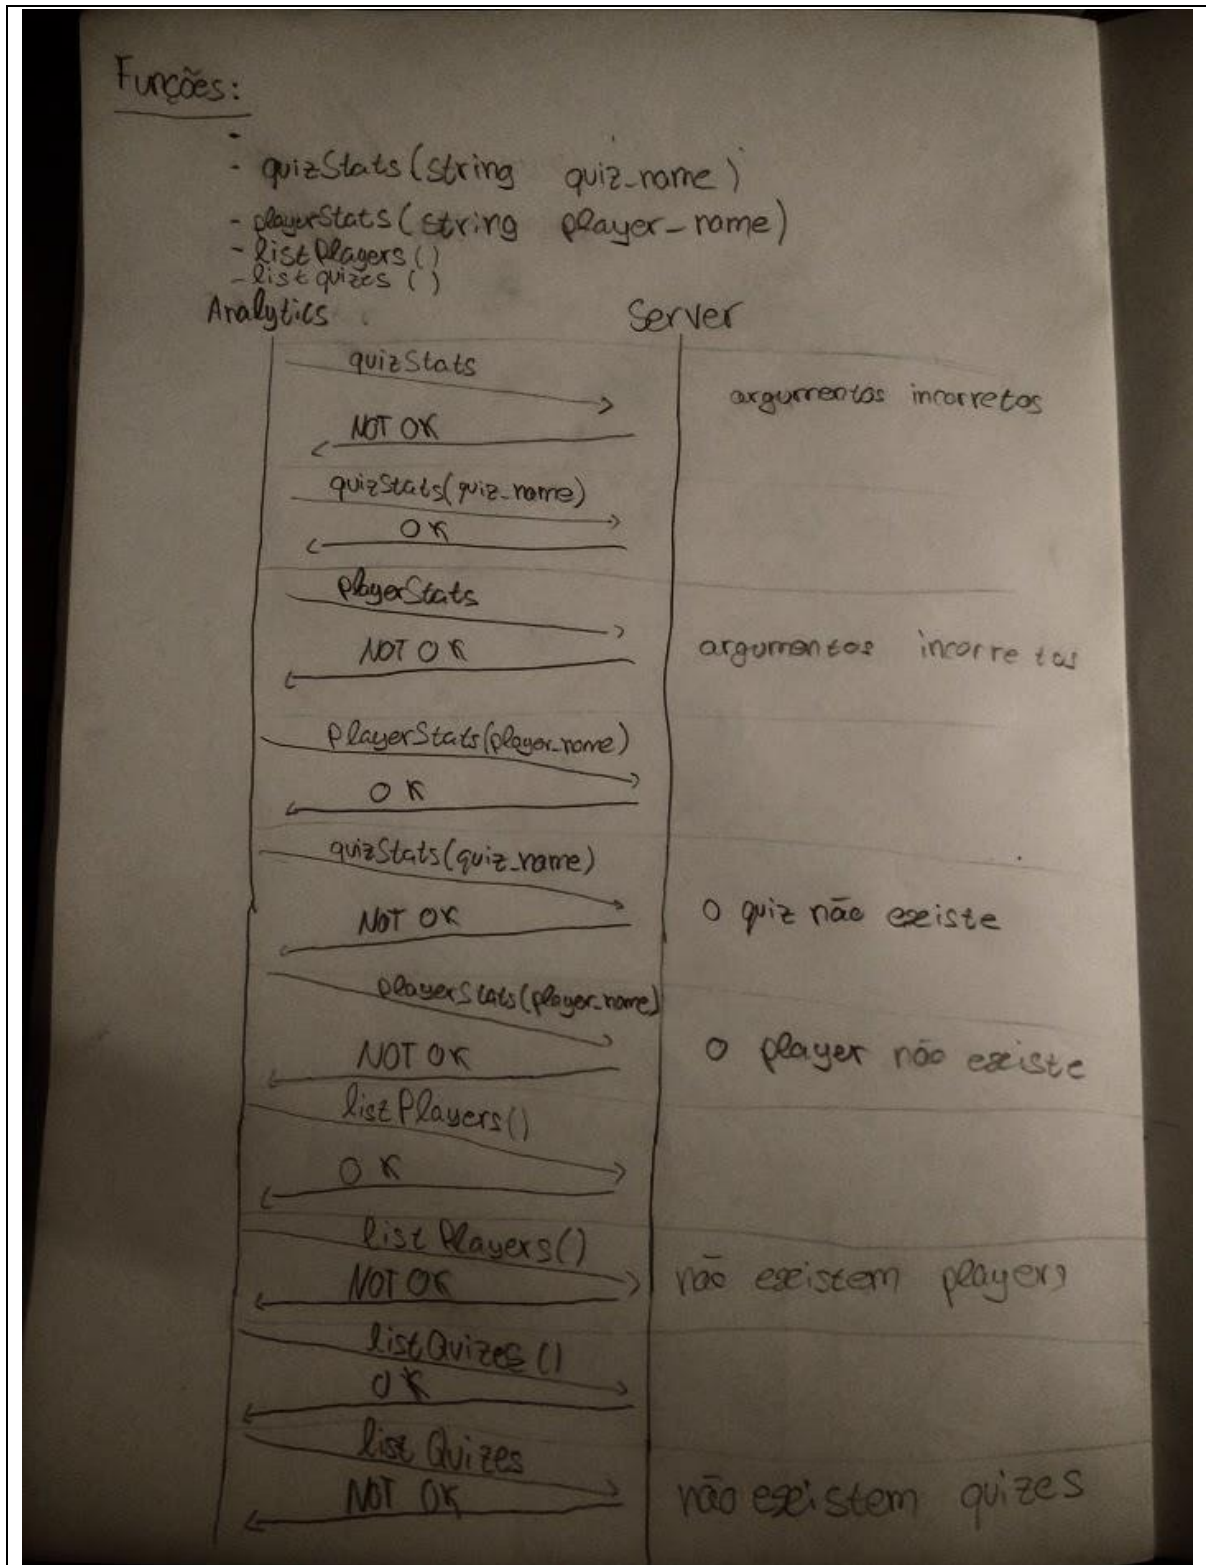 Funções:
-
- quizStats(string quiz_name)
- playerStats(string player_name)
- listPlayers()
- listquizes()
Analytics Server
quizStats
argumentos incorretos
NOT OK
quizStats(quiz_name)
OK
playerStats
NOT OK argumentos incorretos
playerStats(player_name)
OK
quizStats(quiz_name)
NOT OK O quiz não existe
playerStats(player_name)
NOT OK O player não existe
listPlayers()
OK
listPlayers()
NOT OK não existem players
listQuizes()
OK
listQuizes
NOT OK não existem quizes